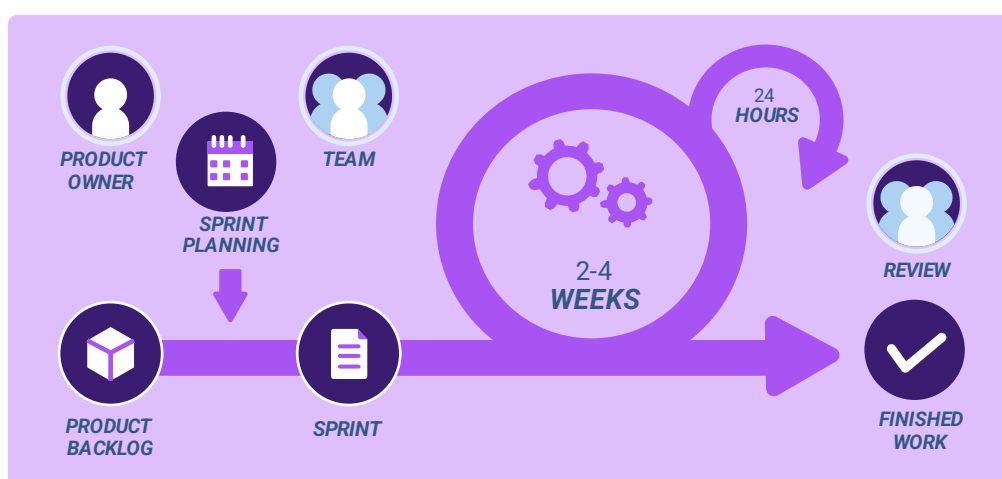 PRODUCT
OWNER
TEAM
SPRINT
PLANNING
24
HOURS
2-4
WEEKS
REVIEW
PRODUCT
BACKLOG
SPRINT
FINISHED
WORK